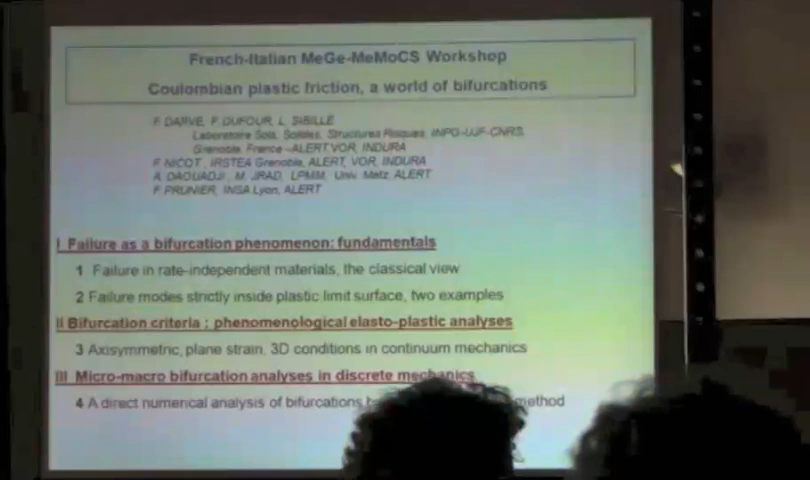 French-Italian MeGe-MeMoCS Workshop
Coulombian plastic friction, a world of bifurcations
F. DARVE, F. DUFOUR, L. SIBILLE
Laboratoire Sols, Solides, Structures Risques, INPG-UJF-CNRS,
Grenoble, France –ALERT,VOR, INDURA
F. NICOT , IRSTEA Grenoble, ALERT, VOR, INDURA
A. DAOUADJI , M. JRAD, LPMM, Univ. Metz, ALERT
F. PRUNIER, INSA Lyon, ALERT
I Failure as a bifurcation phenomenon: fundamentals
1 Failure in rate-independent materials, the classical view
2 Failure modes strictly inside plastic limit surface, two examples
II Bifurcation criteria : phenomenological elasto-plastic analyses
3 Axisymmetric, plane strain, 3D conditions in continuum mechanics
III Micro-macro bifurcation analyses in discrete mechanics
4 A direct numerical analysis of bifurcations method